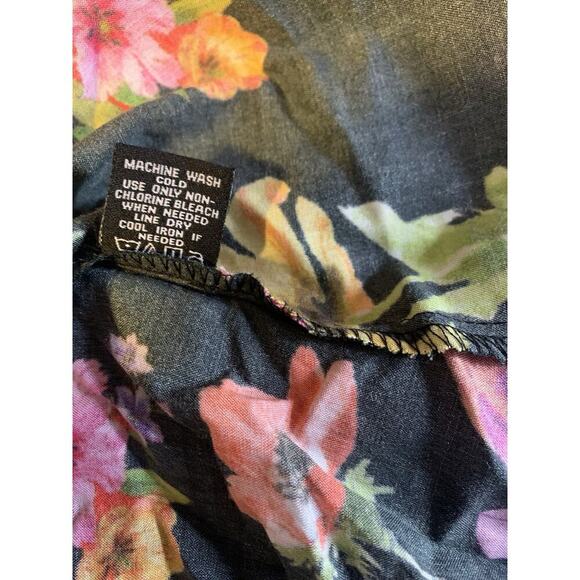 MACHINE WASH
COLD
USE ONLY NON-
CHLORINE BLEACH
WHEN NEEDED
LINE DRY
COOL IRON IF
NEEDED